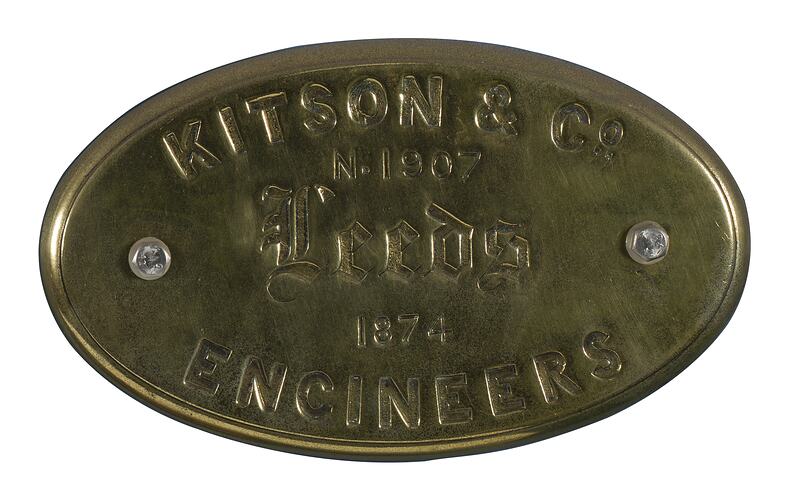 KITSON & Co
No. 1907
Leeds
1874
ENGINEERS